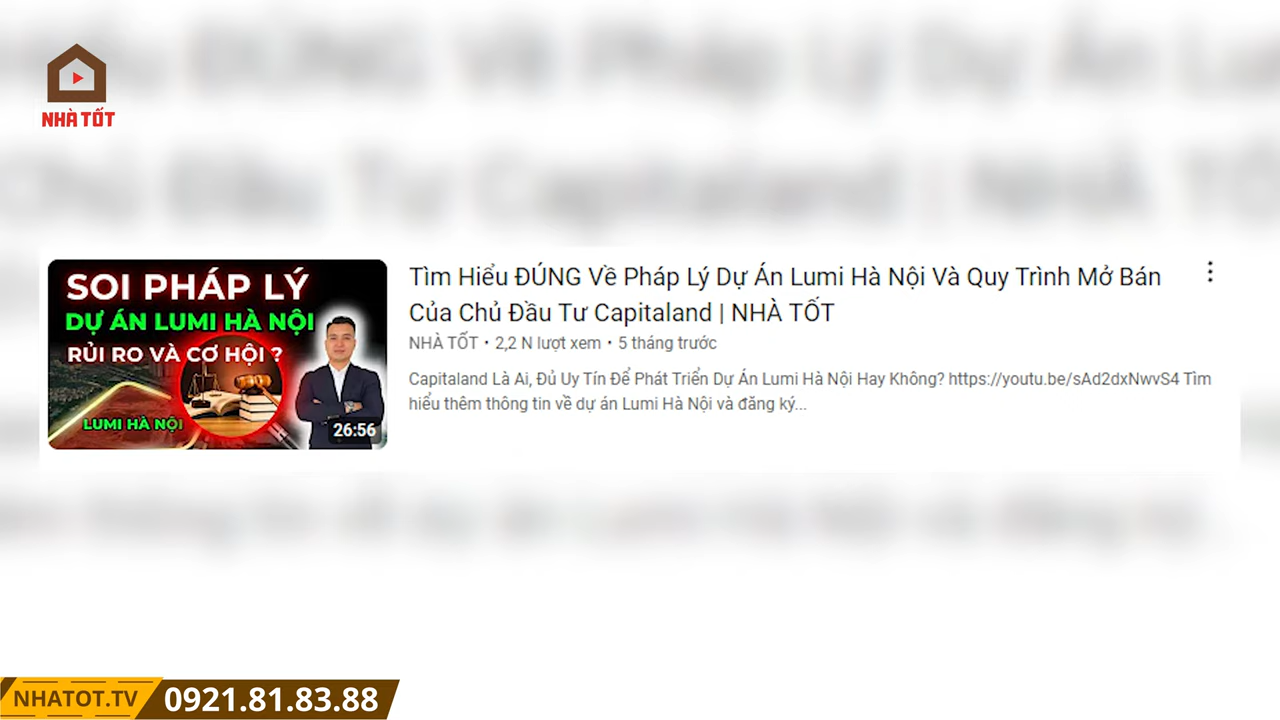 NHÀ TỐT
SOI PHÁP LÝ
DỰ ÁN LUMI HÀ NỘI
RỦI RO VÀ CƠ HỘI ?
LUMI HÀ NỘI
26:56
Tìm Hiểu ĐÚNG Về Pháp Lý Dự Án Lumi Hà Nội Và Quy Trình Mở Bán
Của Chủ Đầu Tư Capitaland | NHÀ TỐT
NHÀ TỐT • 2,2 N lượt xem • 5 tháng trước
Capitaland Là Ai, Đủ Uy Tín Để Phát Triển Dự Án Lumi Hà Nội Hay Không? https://youtu.be/sAd2dxNwvS4 Tìm
hiểu thêm thông tin về dự án Lumi Hà Nội và đăng ký...
NHATOT.TV 0921.81.83.88